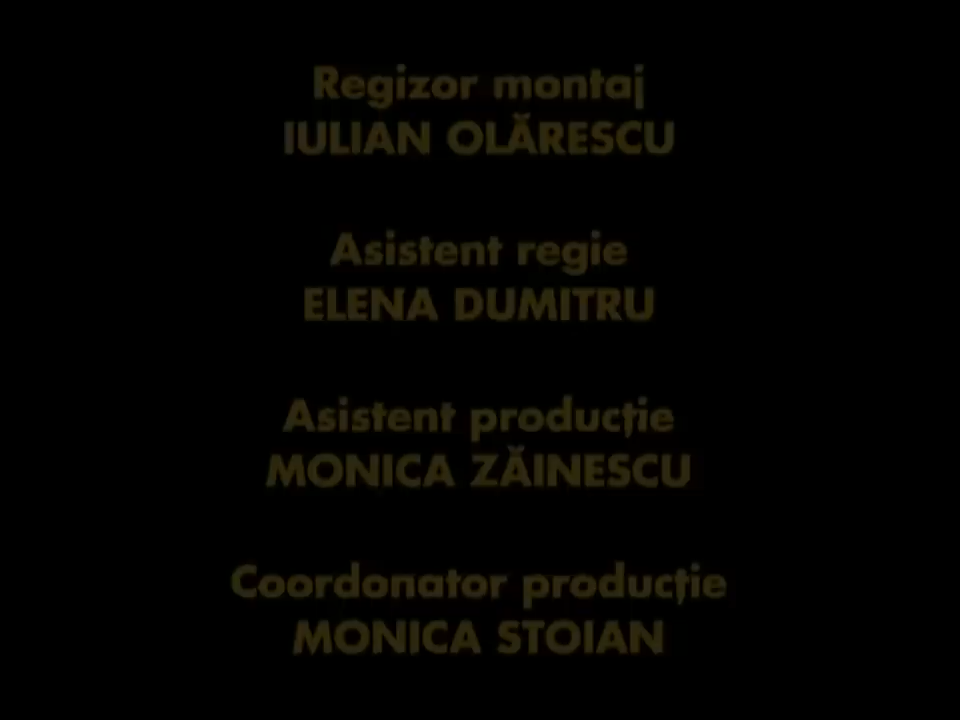 Regizor montaj
IULIAN OLĂRESCU
Asistent regie
ELENA DUMITRU
Asistent producție
MONICA ZĂINESCU
Coordonator producție
MONICA STOIAN